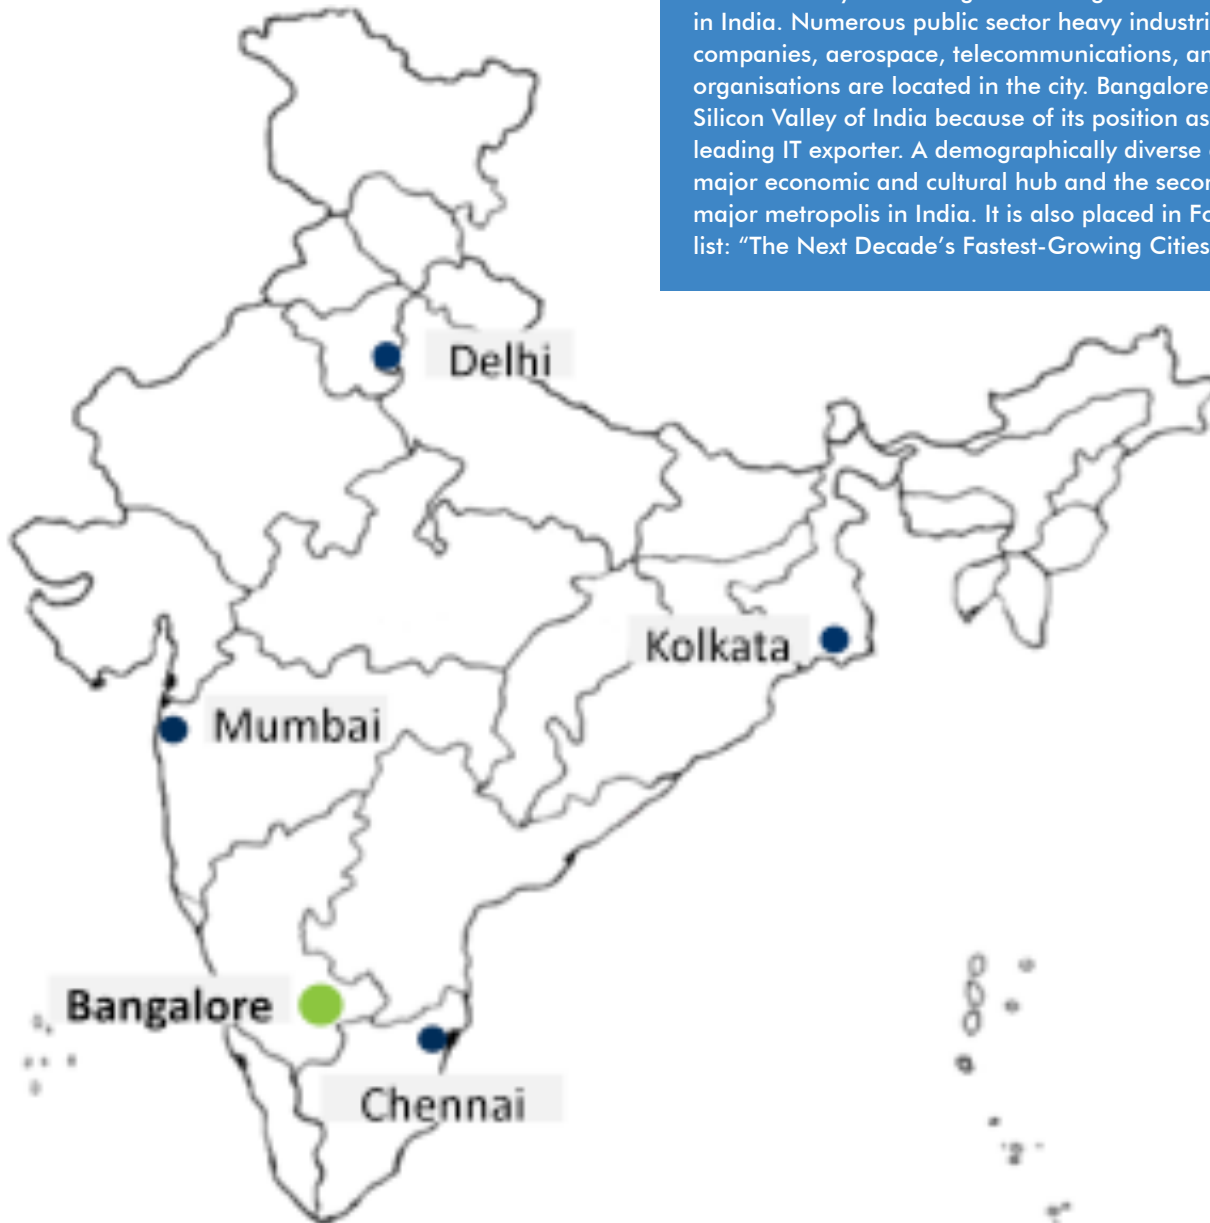 in India. Numerous public sector heavy industri
companies, aerospace, telecommunications, an
organisations are located in the city. Bangalore
Silicon Valley of India because of its position as
leading IT exporter. A demographically diverse
major economic and cultural hub and the secon
major metropolis in India. It is also placed in Fo
list: “The Next Decade’s Fastest-Growing Cities
Delhi
Kolkata
Mumbai
Bangalore
Chennai